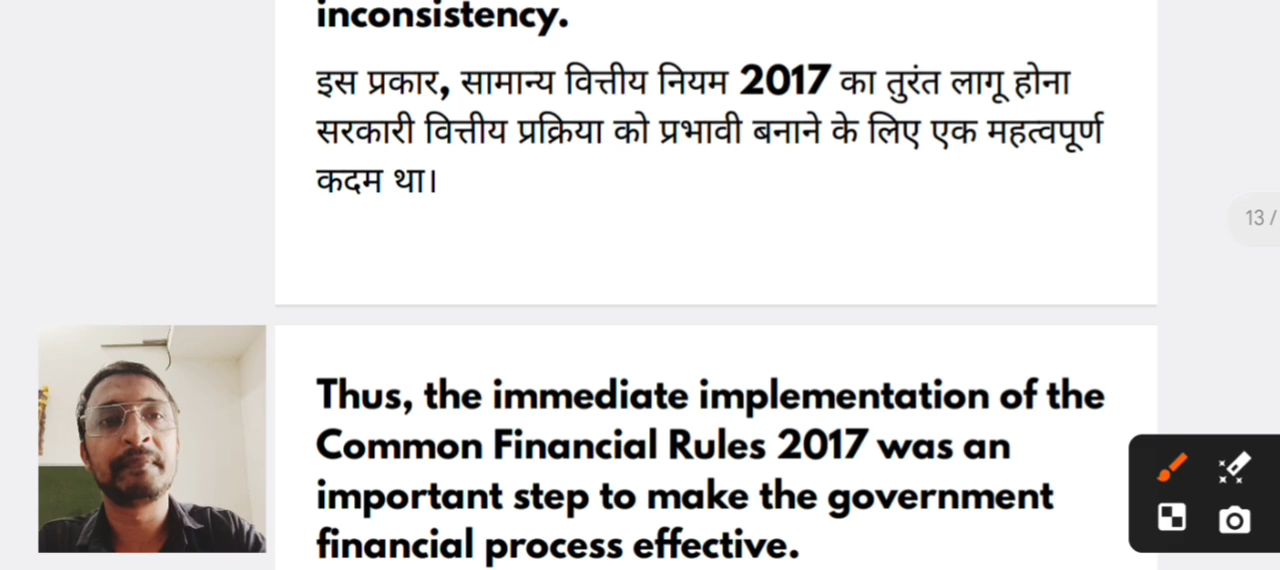 inconsistency.
इस प्रकार, सामान्य वित्तीय नियम 2017 का तुरंत लागू होना
सरकारी वित्तीय प्रक्रिया को प्रभावी बनाने के लिए एक महत्वपूर्ण
कदम था।
13 /
Thus, the immediate implementation of the
Common Financial Rules 2017 was an
important step to make the government
financial process effective.